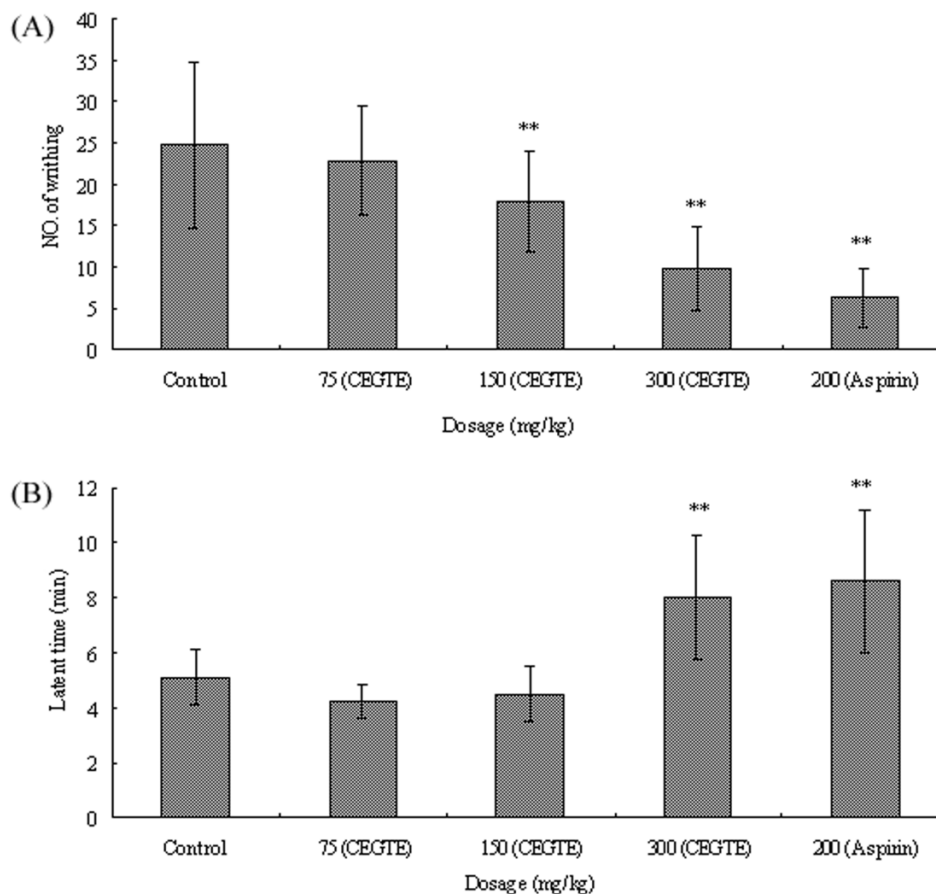 (A)
40
35
30
25
20
15
10
5
0
NO. of writhing
**
**
**
Control 75 (CEGTE) 150 (CEGTE) 300 (CEGTE) 200 (Aspirin)
Dosage (mg/kg)
(B)
12
10
8
6
4
2
0
Latent time (min)
**
**
Control 75 (CEGTE) 150 (CEGTE) 300 (CEGTE) 200 (Aspirin)
Dosage (mg/kg)